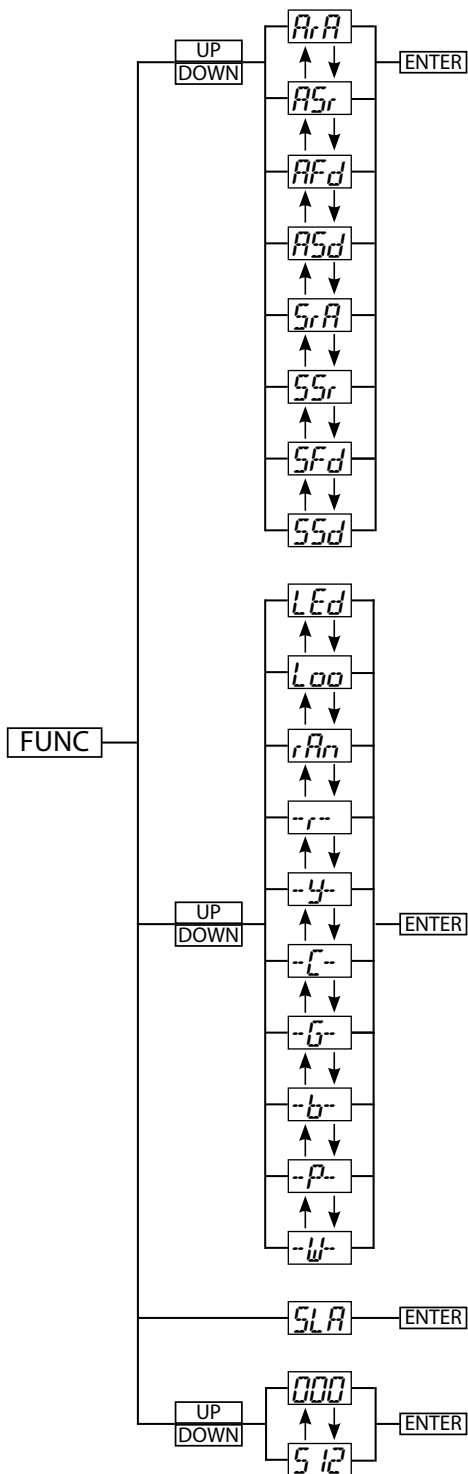 UP
DOWN
ArA
ASr
AFd
ASd
SrA
SSr
SFd
SSd
ENTER
FUNC
UP
DOWN
LEd
Loo
rAn
--r--
--y--
--C--
--G--
--b--
--P--
--W--
ENTER
SLA
ENTER
UP
DOWN
000
512
ENTER